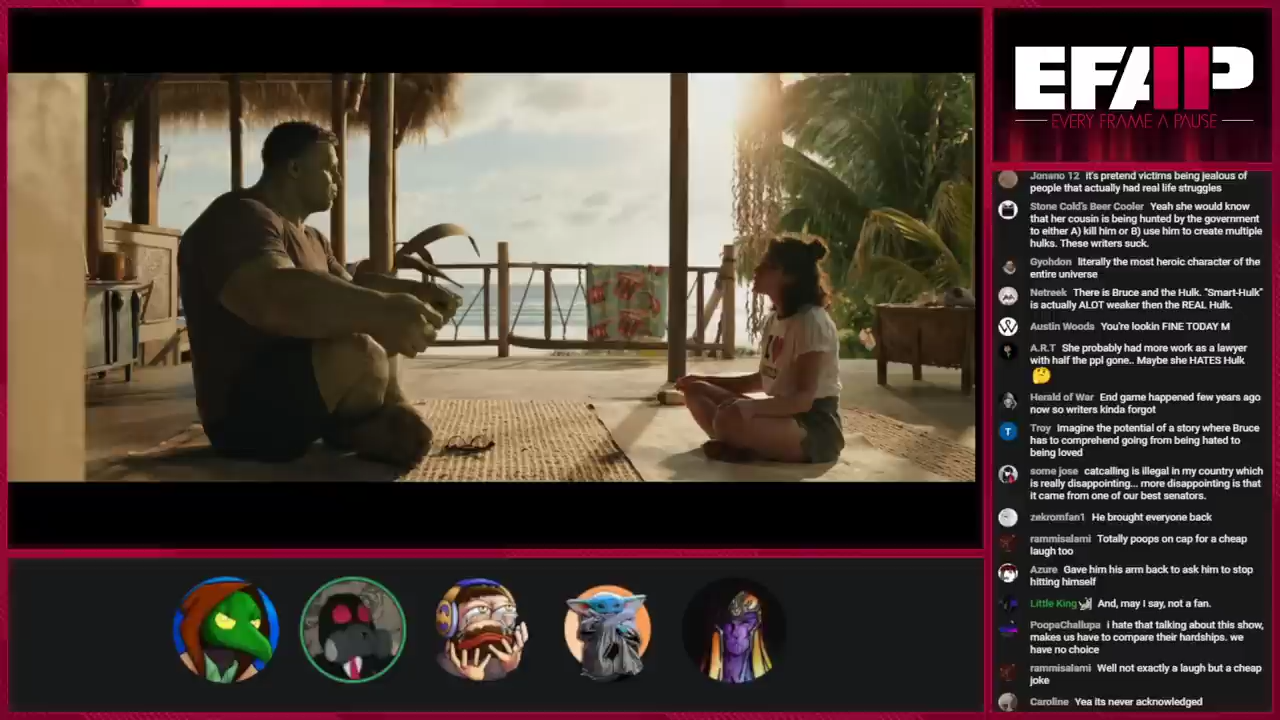 EFAP
EVERY FRAME A PAUSE
Jonano 12 it's pretend victims being jealous of
people that actually had real life struggles
Stone Cold's Beer Cooler Yeah she would know
that her cousin is being hunted by the government
to either A) kill him or B) use him to create multiple
hulks. These writers suck.
Gyohdon literally the most heroic character of the
entire universe
Netreek There is Bruce and the Hulk. "Smart-Hulk"
is actually ALOT weaker then the REAL Hulk.
Austin Woods You're lookin FINE TODAY M
A.R.T She probably had more work as a lawyer
with half the ppl gone.. Maybe she HATES Hulk
Herald of War End game happened few years ago
now so writers kinda forgot
T
Troy Imagine the potential of a story where Bruce
has to comprehend going from being hated to
being loved
some jose catcalling is illegal in my country which
is really disappointing... more disappointing is that
it came from one of our best senators.
zekromfan1 He brought everyone back
rammisalami Totally poops on cap for a cheap
laugh too
Azure Gave him his arm back to ask him to stop
hitting himself
Little King And, may I say, not a fan.
PoopaChallupa i hate that talking about this show,
makes us have to compare their hardships. we
have no choice
rammisalami Well not exactly a laugh but a cheap
joke
Caroline Yea its never acknowledged